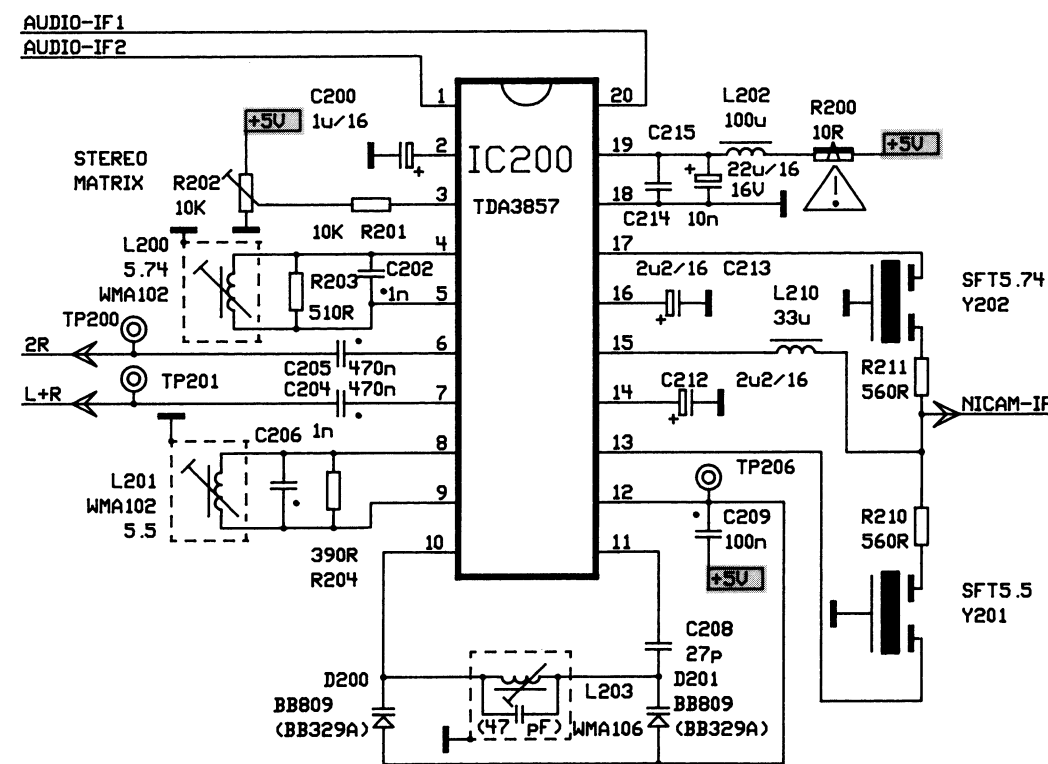 AUDIO-IF1
AUDIO-IF2
1
20
C200
1u/16
+5V
STEREO
MATRIX
2
IC200
TDA3857
R202
10K
3
10K R201
L202
100u
R200
10R
+5V
C215
19
22u/16
16V
18
C214 10n
L200
5.74
WMA102
4
R203
510R
C202
1n
5
17
2u2/16 C213
16
SFT5.74
Y202
L210
33u
TP200
2R
6
C205 470n
C204 470n
TP201
L+R
7
15
2u2/16
C212
14
R211
560R
NICAM-IF
C206 1n
8
L201
WMA102
5.5
9
390R
R204
13
TP206
12
C209
100n
+5V
R210
560R
SFT5.5
Y201
10
11
C208
27p
D200
BB809
(BB329A)
L203
(47 pF)
WMA106
D201
BB809
(BB329A)